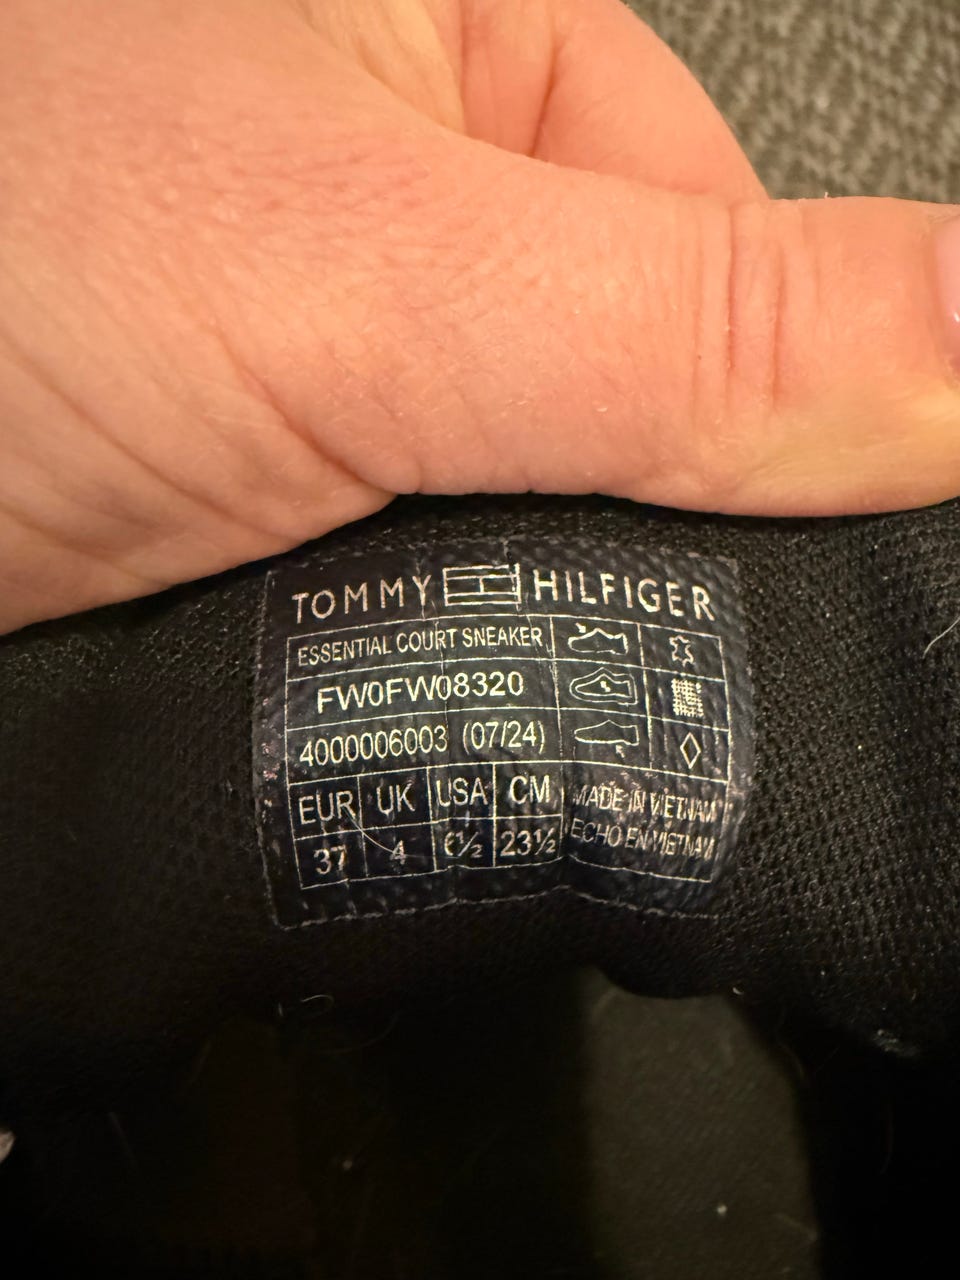 TOMMY HILFIGER
ESSENTIAL COURT SNEAKER
FW0FW08320
4000006003 (07/24)
EUR UK USA CM
37 4 6½ 23½
MADE IN VIETNAM
ECHO EN VIETNAM